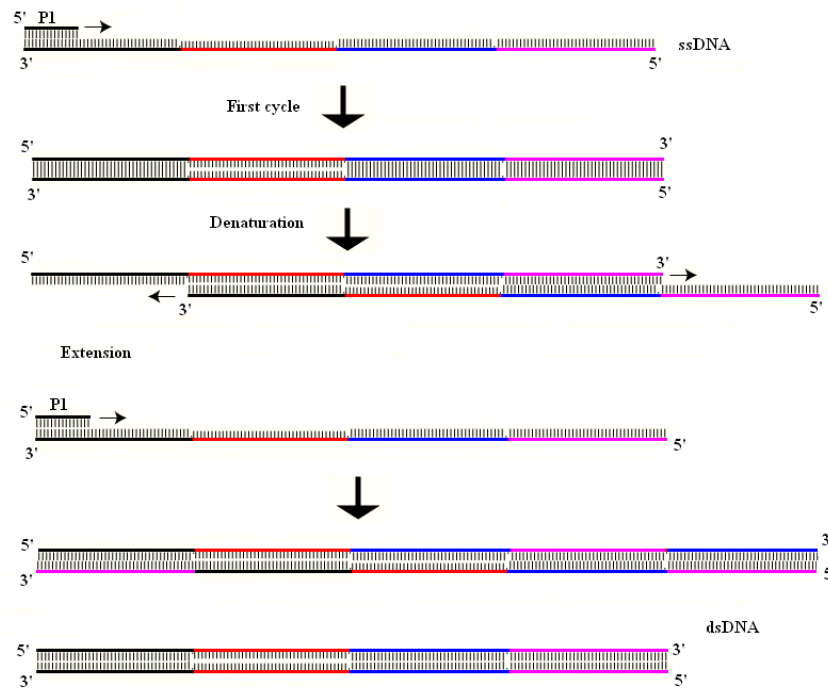 5' P1
3' 5' ssDNA
First cycle
5' 3'
3' 5'
Denaturation
5' 3'
3' 5'
Extension
5' P1
3' 5'
5' 3
3' 5
dsDNA
5' 3'
3' 5'